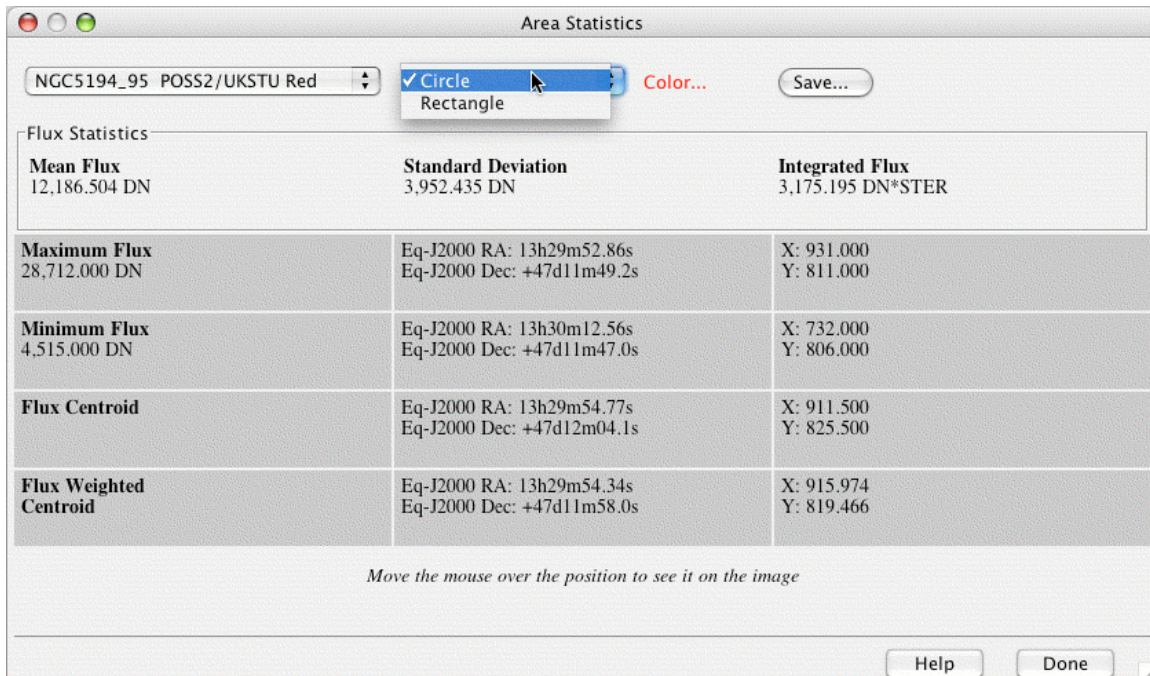 Area Statistics
NGC5194_95 POSS2/UKSTU Red
✓ Circle
Rectangle
Color...
Save...
Flux Statistics
Mean Flux
12,186.504 DN
Standard Deviation
3,952.435 DN
Integrated Flux
3,175.195 DN*STER
Maximum Flux
28,712.000 DN
Eq-J2000 RA: 13h29m52.86s
Eq-J2000 Dec: +47d11m49.2s
X: 931.000
Y: 811.000
Minimum Flux
4,515.000 DN
Eq-J2000 RA: 13h30m12.56s
Eq-J2000 Dec: +47d11m47.0s
X: 732.000
Y: 806.000
Flux Centroid
Eq-J2000 RA: 13h29m54.77s
Eq-J2000 Dec: +47d12m04.1s
X: 911.500
Y: 825.500
Flux Weighted
Centroid
Eq-J2000 RA: 13h29m54.34s
Eq-J2000 Dec: +47d11m58.0s
X: 915.974
Y: 819.466
Move the mouse over the position to see it on the image
Help
Done